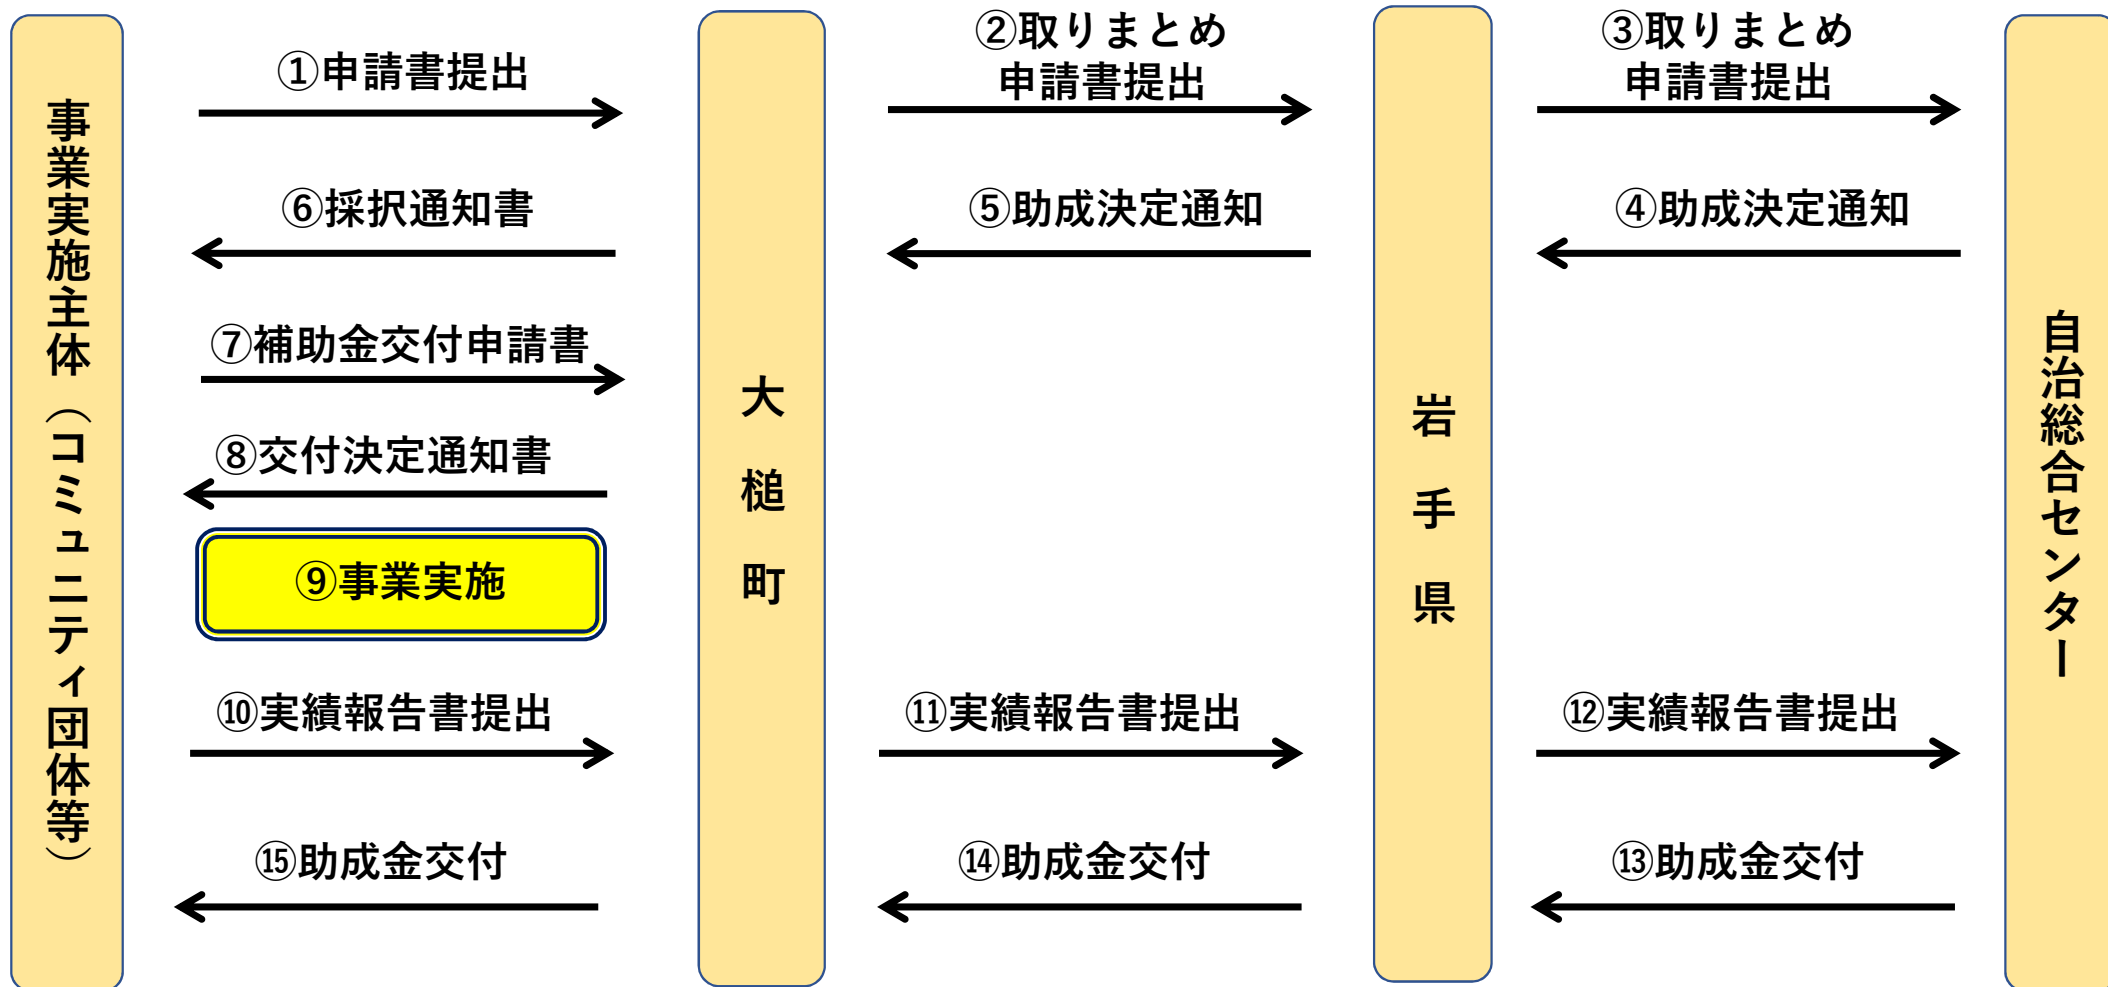 事業実施主体（コミュニティ団体等）
大槌町
岩手県
自治総合センター
①申請書提出
②取りまとめ
申請書提出
③取りまとめ
申請書提出
⑥採択通知書
⑤助成決定通知
④助成決定通知
⑦補助金交付申請書
⑧交付決定通知書
⑨事業実施
⑩実績報告書提出
⑪実績報告書提出
⑫実績報告書提出
⑮助成金交付
⑭助成金交付
⑬助成金交付